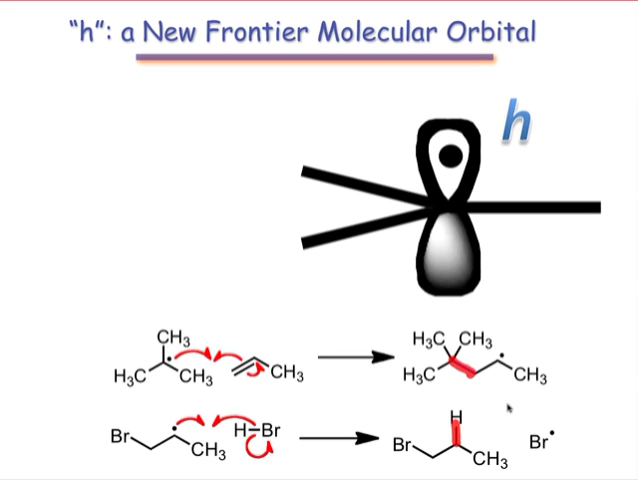 "h": a New Frontier Molecular Orbital
h
CH₃
H₃C CH₃ CH₃
H₃C CH₃
H₃C CH₃
Br CH₃ H–Br
Br H CH₃ Br•